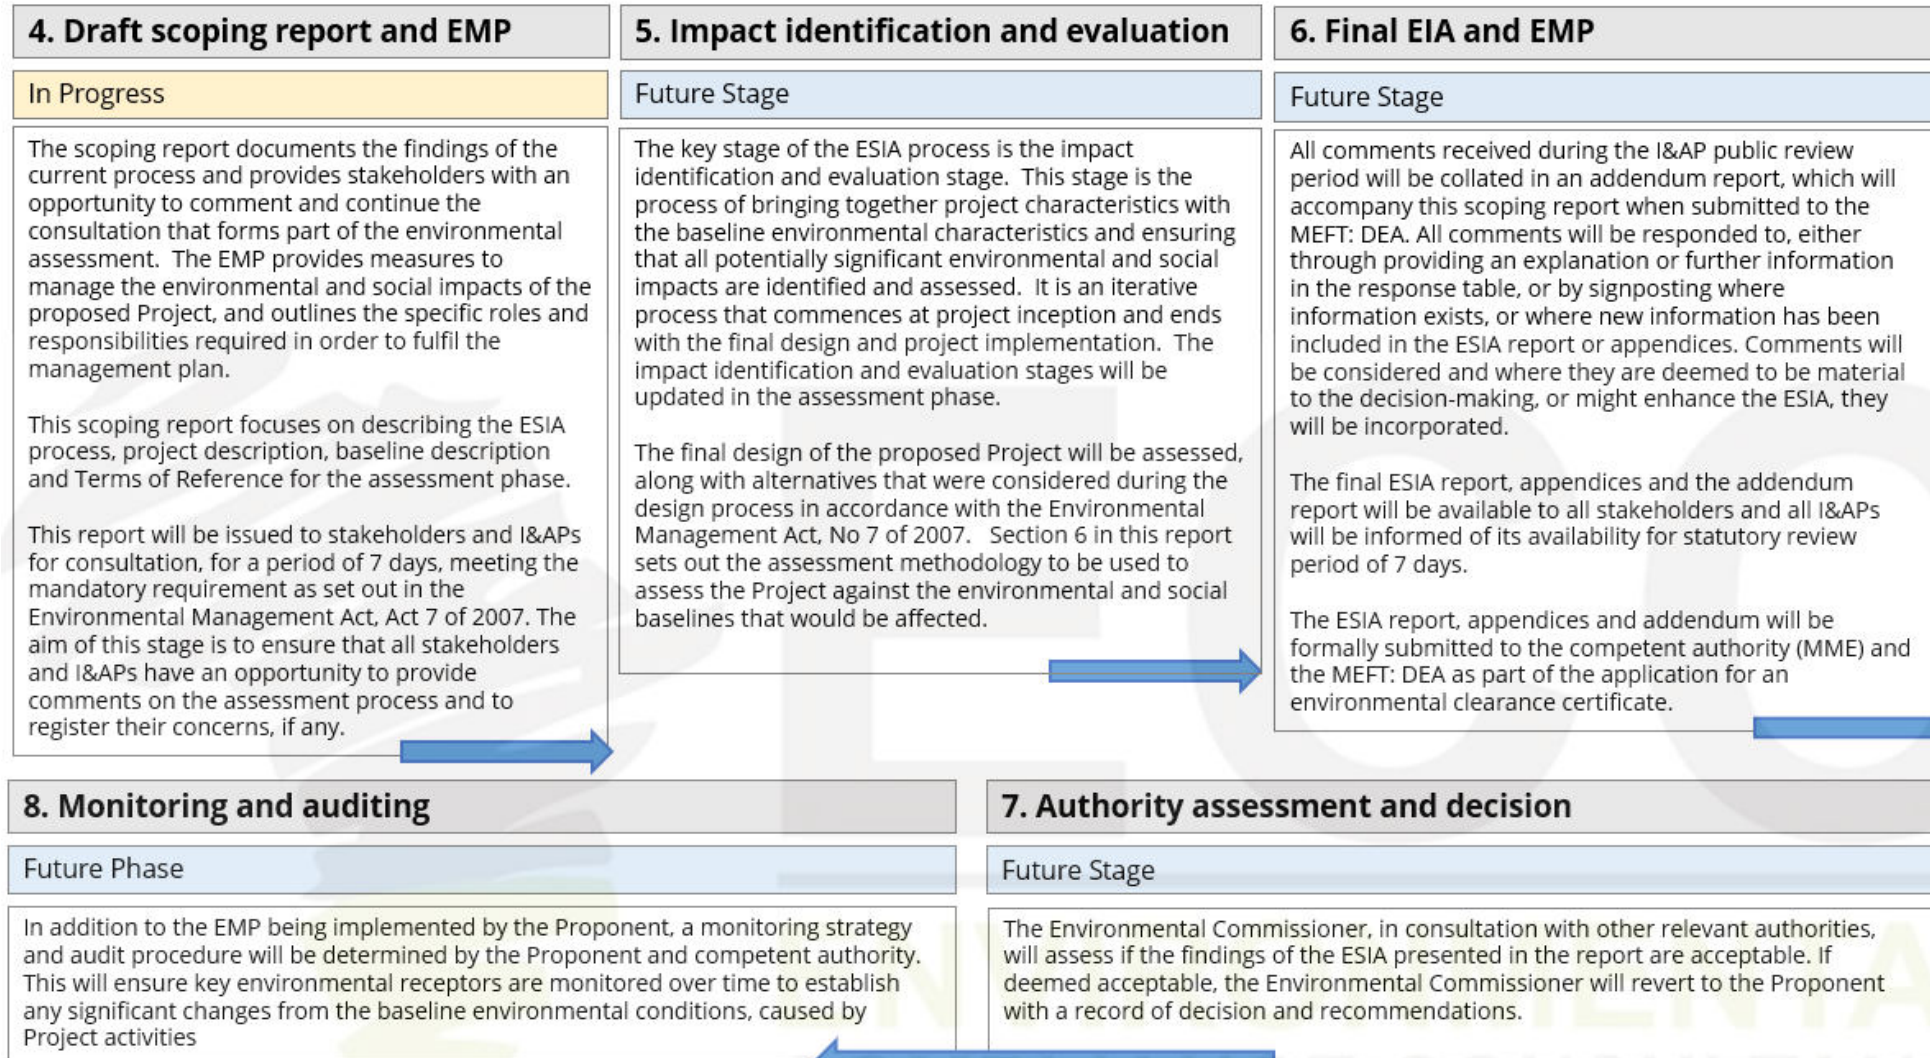 4. Draft scoping report and EMP
In Progress
The scoping report documents the findings of the
current process and provides stakeholders with an
opportunity to comment and continue the
consultation that forms part of the environmental
assessment.  The EMP provides measures to
manage the environmental and social impacts of the
proposed Project, and outlines the specific roles and
responsibilities required in order to fulfil the
management plan.
This scoping report focuses on describing the ESIA
process, project description, baseline description
and Terms of Reference for the assessment phase.
This report will be issued to stakeholders and I&APs
for consultation, for a period of 7 days, meeting the
mandatory requirement as set out in the
Environmental Management Act, Act 7 of 2007. The
aim of this stage is to ensure that all stakeholders
and I&APs have an opportunity to provide
comments on the assessment process and to
register their concerns, if any.
5. Impact identification and evaluation
Future Stage
The key stage of the ESIA process is the impact
identification and evaluation stage.  This stage is the
process of bringing together project characteristics with
the baseline environmental characteristics and ensuring
that all potentially significant environmental and social
impacts are identified and assessed.  It is an iterative
process that commences at project inception and ends
with the final design and project implementation.  The
impact identification and evaluation stages will be
updated in the assessment phase.
The final design of the proposed Project will be assessed,
along with alternatives that were considered during the
design process in accordance with the Environmental
Management Act, No 7 of 2007.   Section 6 in this report
sets out the assessment methodology to be used to
assess the Project against the environmental and social
baselines that would be affected.
6. Final EIA and EMP
Future Stage
All comments received during the I&AP public review
period will be collated in an addendum report, which will
accompany this scoping report when submitted to the
MEFT: DEA. All comments will be responded to, either
through providing an explanation or further information
in the response table, or by signposting where
information exists, or where new information has been
included in the ESIA report or appendices. Comments will
be considered and where they are deemed to be material
to the decision-making, or might enhance the ESIA, they
will be incorporated.
The final ESIA report, appendices and the addendum
report will be available to all stakeholders and all I&APs
will be informed of its availability for statutory review
period of 7 days.
The ESIA report, appendices and addendum will be
formally submitted to the competent authority (MME) and
the MEFT: DEA as part of the application for an
environmental clearance certificate.
8. Monitoring and auditing
Future Phase
In addition to the EMP being implemented by the Proponent, a monitoring strategy
and audit procedure will be determined by the Proponent and competent authority.
This will ensure key environmental receptors are monitored over time to establish
any significant changes from the baseline environmental conditions, caused by
Project activities
7. Authority assessment and decision
Future Stage
The Environmental Commissioner, in consultation with other relevant authorities,
will assess if the findings of the ESIA presented in the report are acceptable. If
deemed acceptable, the Environmental Commissioner will revert to the Proponent
with a record of decision and recommendations.